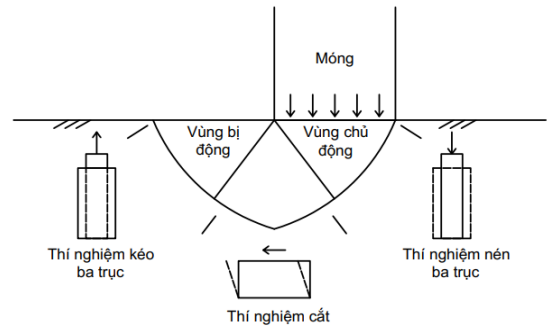 Móng
Vùng bị
động
Vùng chủ
động
Thí nghiệm kéo
ba trục
Thí nghiệm nén
ba trục
Thí nghiệm cắt